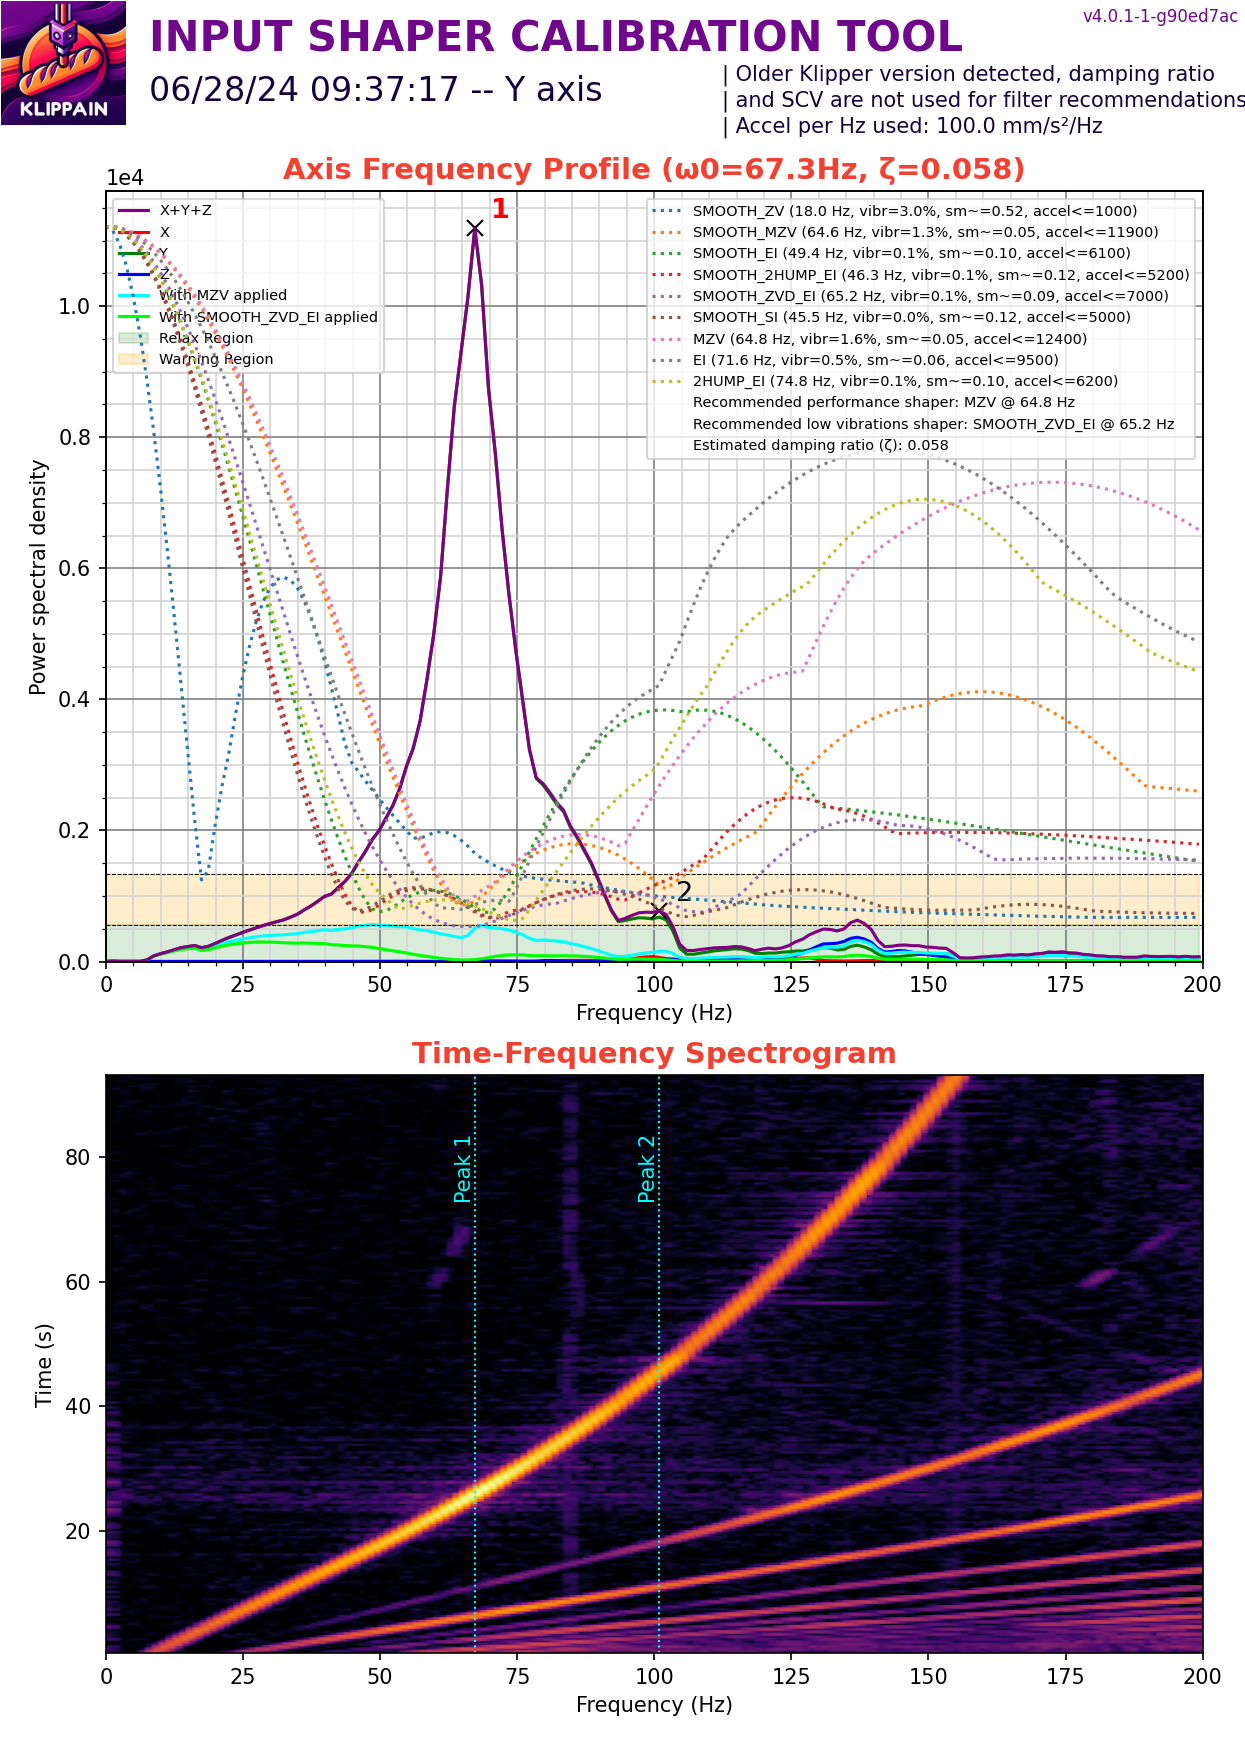 v4.0.1-1-g90ed7ac
INPUT SHAPER CALIBRATION TOOL
06/28/24 09:37:17 -- Y axis
| Older Klipper version detected, damping ratio
| and SCV are not used for filter recommendations
| Accel per Hz used: 100.0 mm/s²/Hz
KLIPPAIN
Axis Frequency Profile (ω0=67.3Hz, ζ=0.058)
1e4
X+Y+Z
X
Y
Z
With MZV applied
With SMOOTH_ZVD_EI applied
Relax Region
Warning Region
1
SMOOTH_ZV (18.0 Hz, vibr=3.0%, sm~=0.52, accel<=1000)
SMOOTH_MZV (64.6 Hz, vibr=1.3%, sm~=0.05, accel<=11900)
SMOOTH_EI (49.4 Hz, vibr=0.1%, sm~=0.10, accel<=6100)
SMOOTH_2HUMP_EI (46.3 Hz, vibr=0.1%, sm~=0.12, accel<=5200)
SMOOTH_ZVD_EI (65.2 Hz, vibr=0.1%, sm~=0.09, accel<=7000)
SMOOTH_SI (45.5 Hz, vibr=0.0%, sm~=0.12, accel<=5000)
MZV (64.8 Hz, vibr=1.6%, sm~=0.05, accel<=12400)
EI (71.6 Hz, vibr=0.5%, sm~=0.06, accel<=9500)
2HUMP_EI (74.8 Hz, vibr=0.1%, sm~=0.10, accel<=6200)
Recommended performance shaper: MZV @ 64.8 Hz
Recommended low vibrations shaper: SMOOTH_ZVD_EI @ 65.2 Hz
Estimated damping ratio (ζ): 0.058
Power spectral density
1.0
0.8
0.6
0.4
0.2
0.0
2
0 25 50 75 100 125 150 175 200
Frequency (Hz)
Time-Frequency Spectrogram
Peak 1
Peak 2
Time (s)
80
60
40
20
0 25 50 75 100 125 150 175 200
Frequency (Hz)